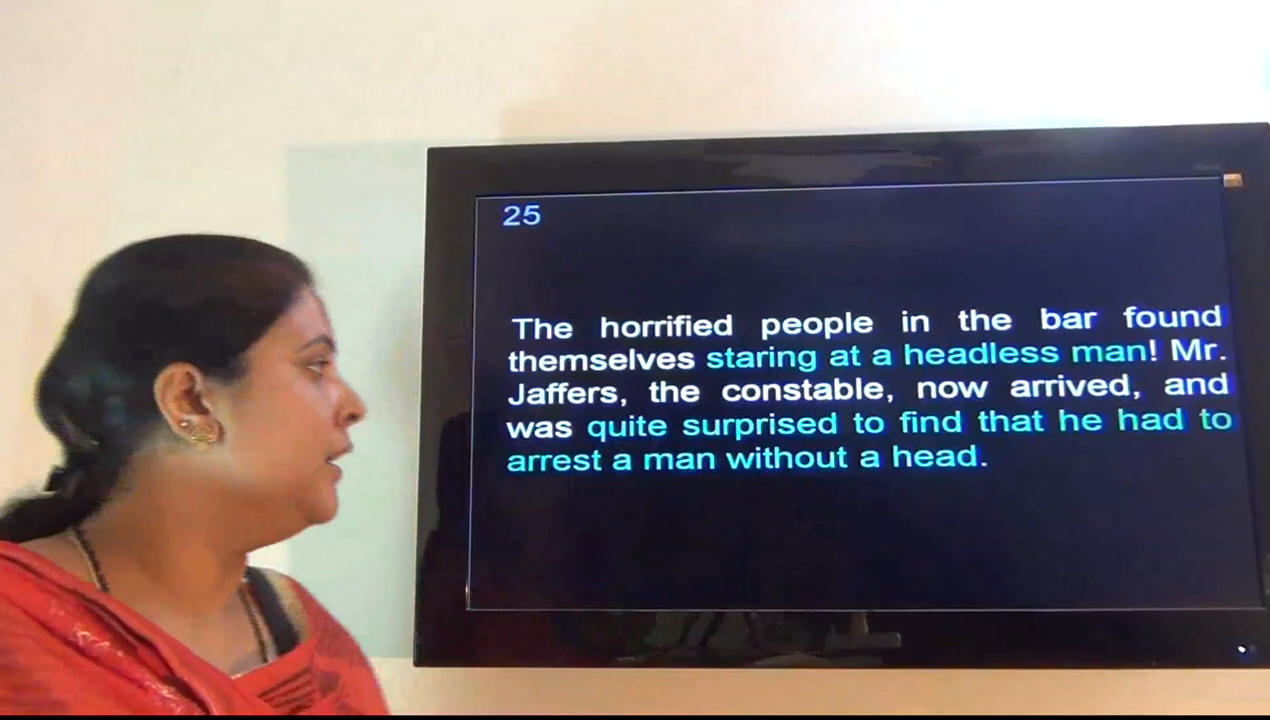 25
The horrified people in the bar found
themselves staring at a headless man! Mr.
Jaffers, the constable, now arrived, and
was quite surprised to find that he had to
arrest a man without a head.